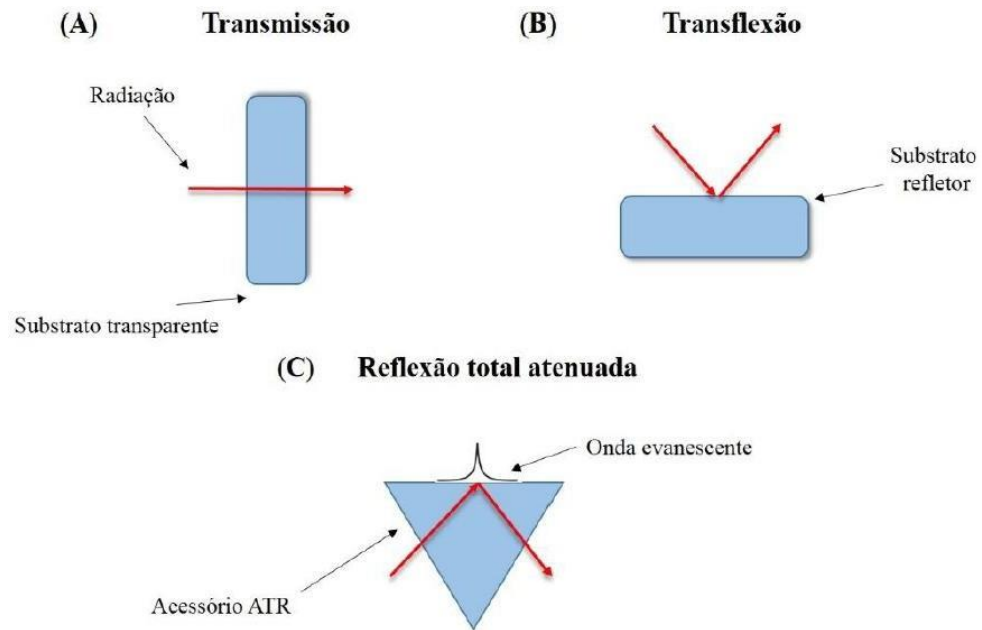 (A) Transmissão
(B) Transflexão
Radiação
Substrato
refletor
Substrato transparente
(C) Reflexão total atenuada
Onda evanescente
Acessório ATR